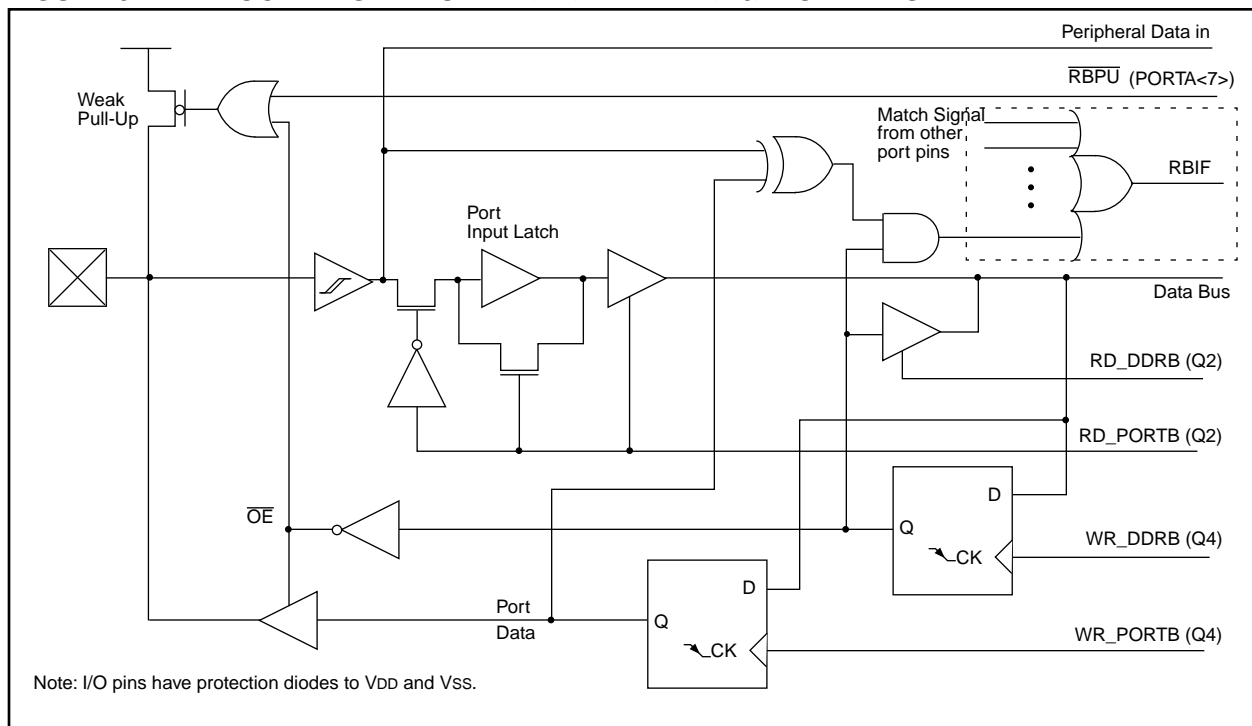 Peripheral Data in
RBPU (PORTA<7>)
Weak
Pull-Up
Match Signal
from other
port pins
RBIF
Port
Input Latch
Data Bus
RD_DDRB (Q2)
RD_PORTB (Q2)
D
OE
Q
CK
WR_DDRB (Q4)
D
Port
Data
Q
CK
WR_PORTB (Q4)
Note: I/O pins have protection diodes to VDD and VSS.